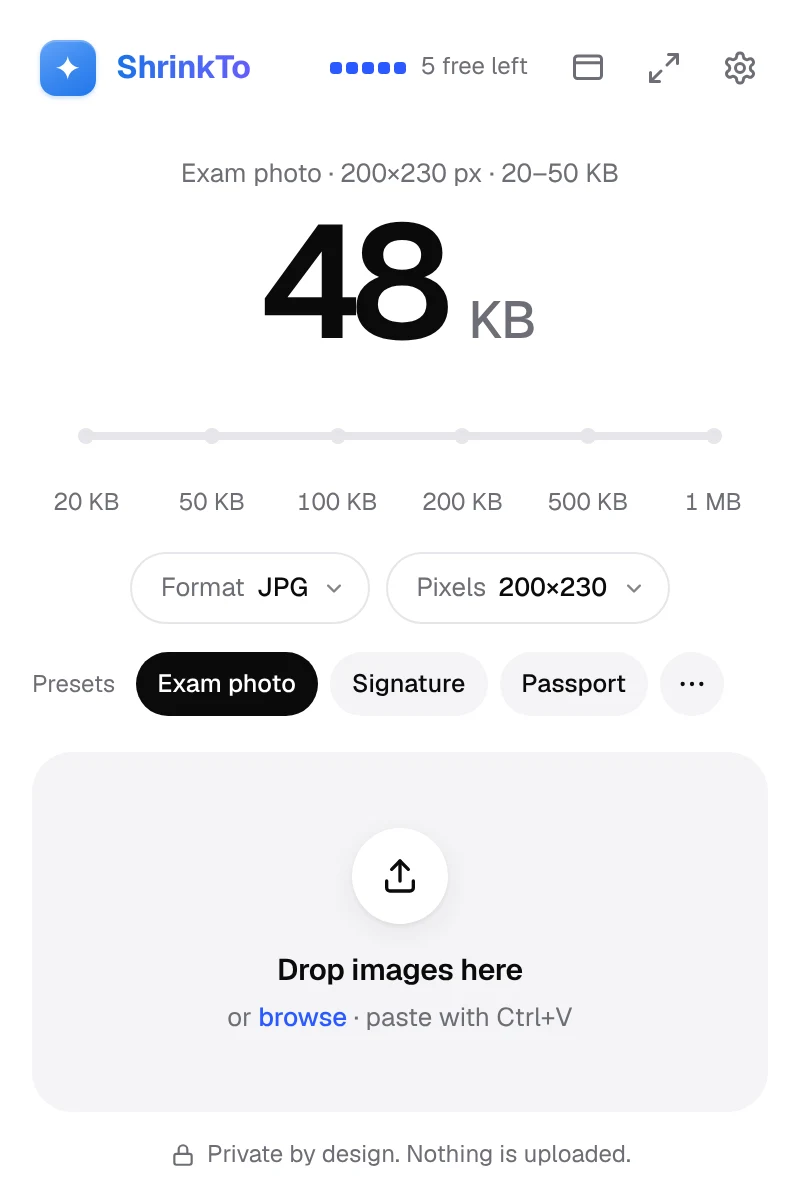 ShrinkTo
5 free left
Exam photo · 200×230 px · 20–50 KB
48 KB
20 KB 50 KB 100 KB 200 KB 500 KB 1 MB
Format JPG Pixels 200×230
Presets Exam photo Signature Passport ···
Drop images here
or browse · paste with Ctrl+V
Private by design. Nothing is uploaded.